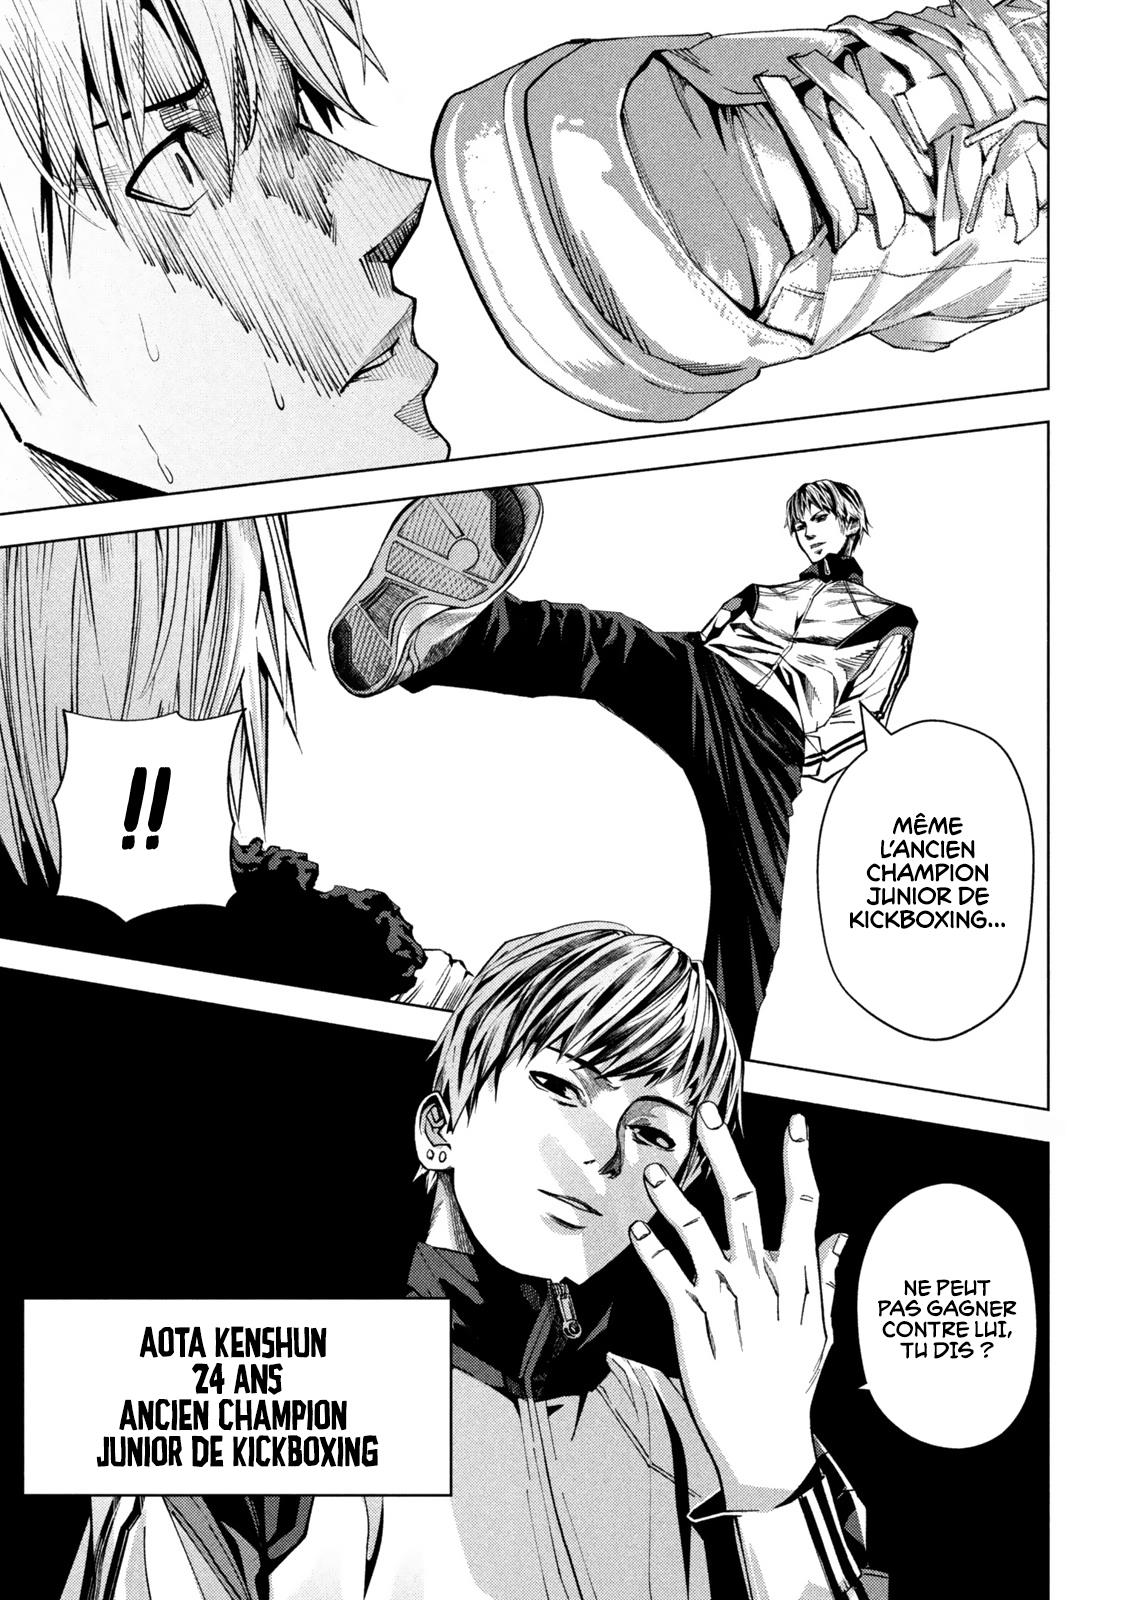 MÊME
L'ANCIEN
CHAMPION
JUNIOR DE
KICKBOXING...
!!
NE PEUT
PAS GAGNER
CONTRE LUI,
TU DIS ?
AOTA KENSHUN
24 ANS
ANCIEN CHAMPION
JUNIOR DE KICKBOXING